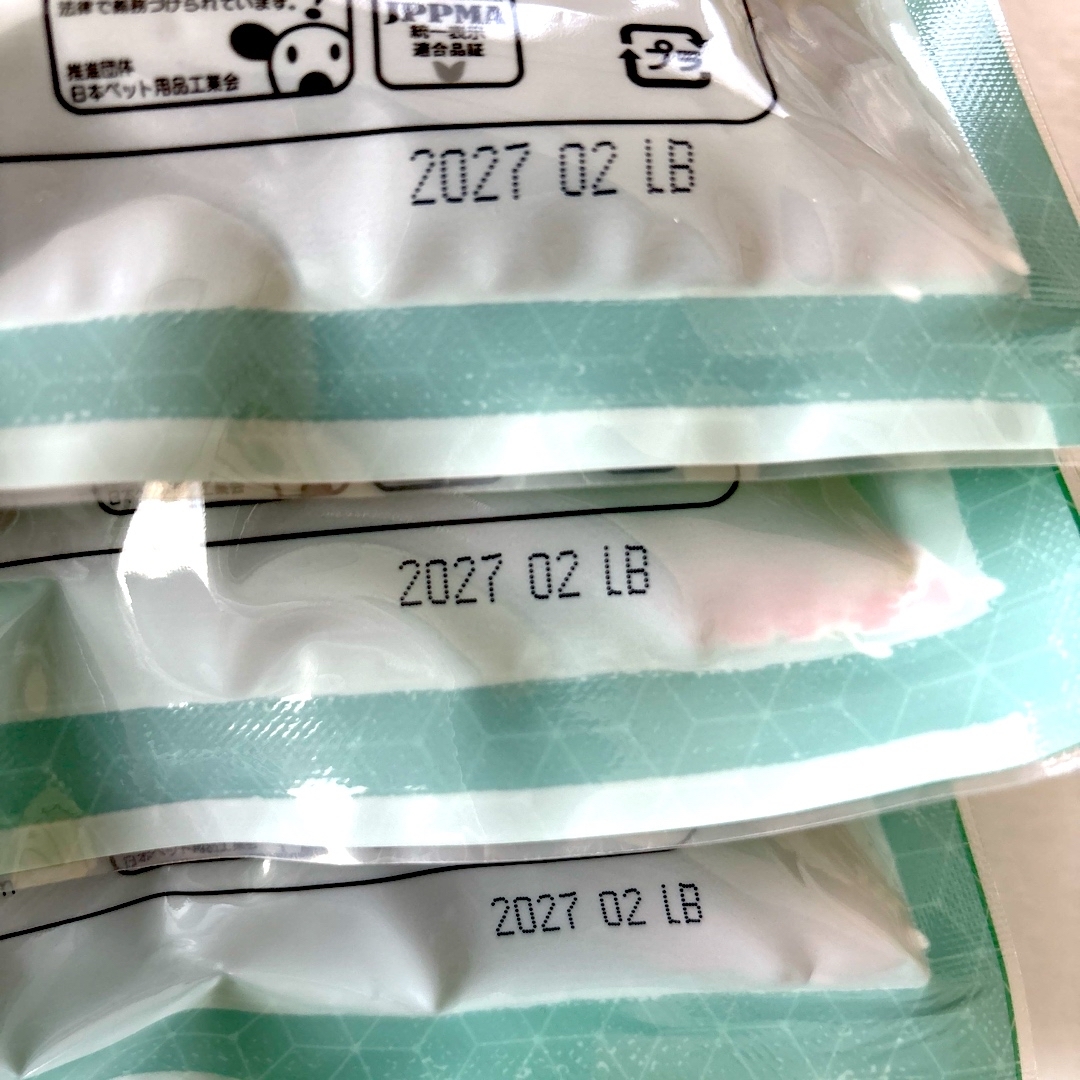 法律で義務づけられています。
推進団体
日本ペット用品工業会
JPPMA
統一表示
適合品証
プラ
2027 02 LB
2027 02 LB
2027 02 LB